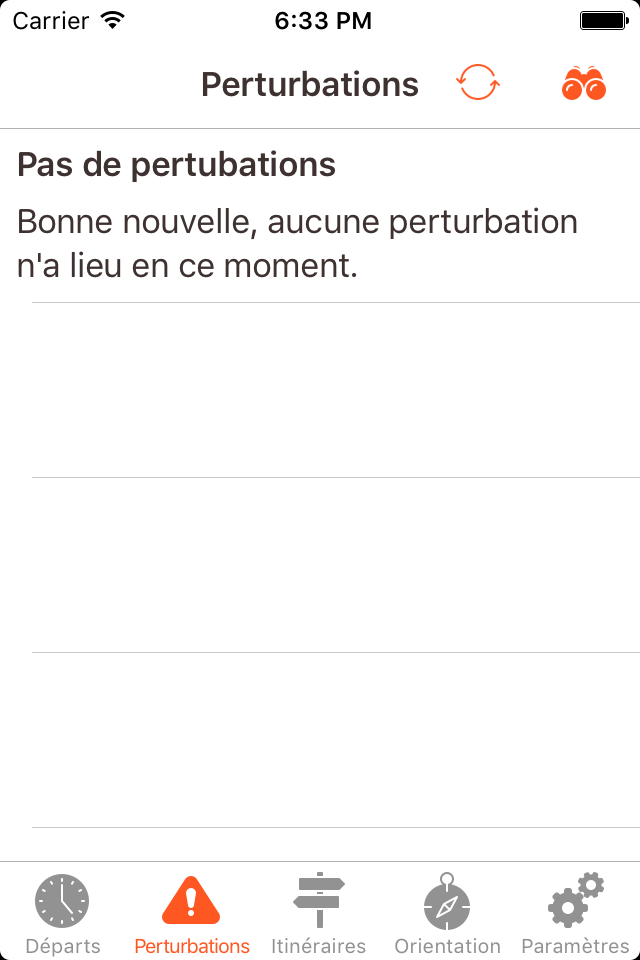 Carrier 6:33 PM
Perturbations
Pas de pertubations
Bonne nouvelle, aucune perturbation
n'a lieu en ce moment.
Départs Perturbations Itinéraires Orientation Paramètres